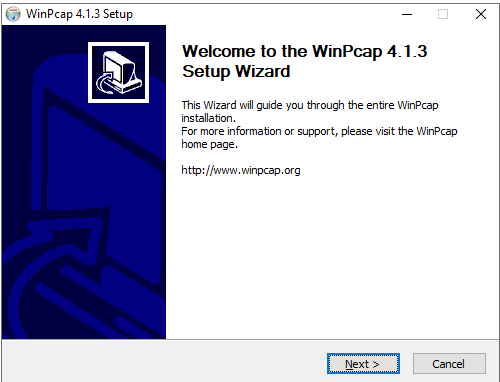 WinPcap 4.1.3 Setup
Welcome to the WinPcap 4.1.3
Setup Wizard
This Wizard will guide you through the entire WinPcap
installation.
For more information or support, please visit the WinPcap
home page.
http://www.winpcap.org
Next >
Cancel